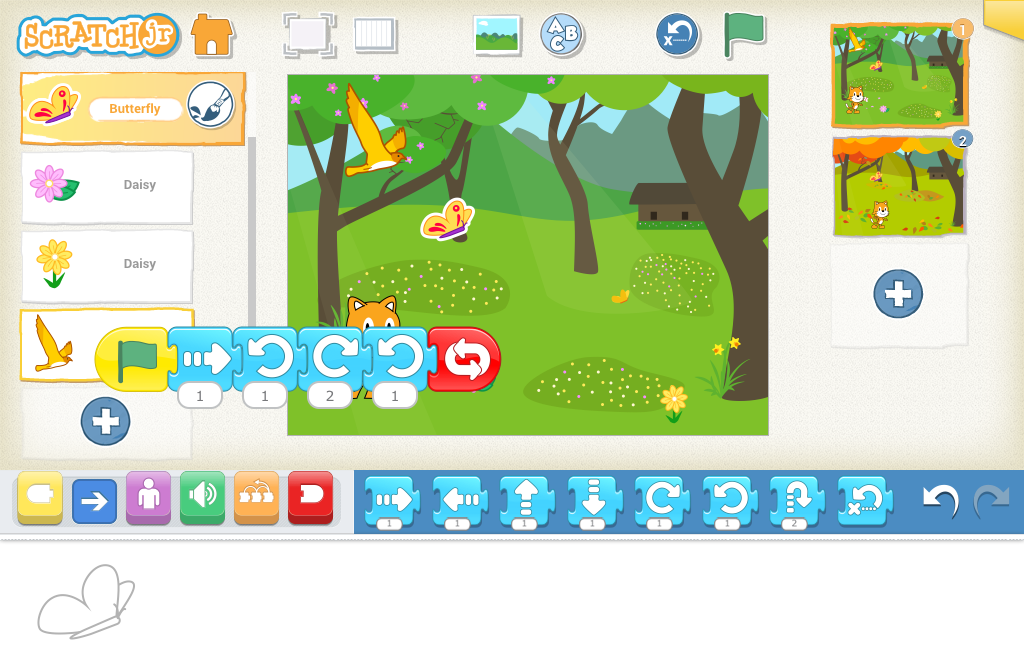 SCRATCH Jr
A B C
X
1
Butterfly
Daisy
2
Daisy
1 1 2 1
1 1 1 1 1 1 2 X